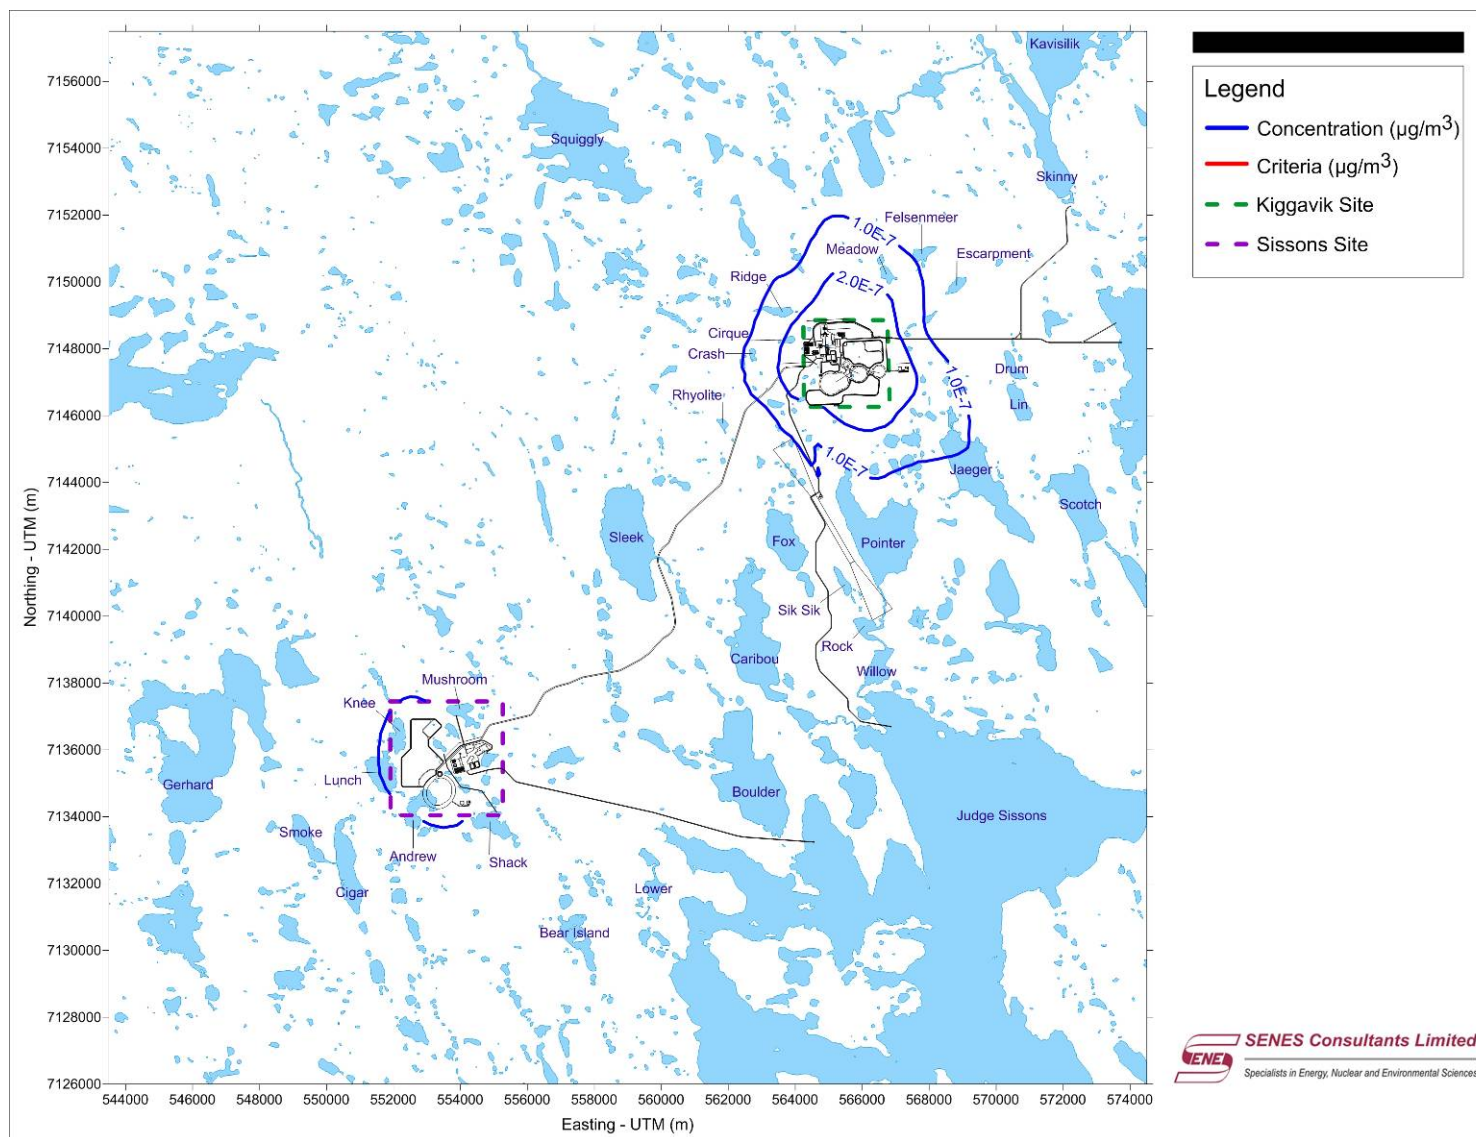 Kavisilik
Squiggly
Skinny
Felsenmeer
1.0E-7
Meadow
Escarpment
Ridge
2.0E-7
Cirque
Crash
Drum
Rhyolite
1.0E-7
Lin
1.0E-7
Jaeger
Scotch
Sleek
Fox
Pointer
Sik Sik
Rock
Caribou
Willow
Mushroom
Knee
Lunch
Gerhard
Boulder
Judge Sissons
Smoke
Andrew
Shack
Cigar
Lower
Bear Island
7156000
7154000
7152000
7150000
7148000
7146000
7144000
7142000
7140000
7138000
7136000
7134000
7132000
7130000
7128000
7126000
Northing - UTM (m)
544000 546000 548000 550000 552000 554000 556000 558000 560000 562000 564000 566000 568000 570000 572000 574000
Easting - UTM (m)
Legend
Concentration (µg/m³)
Criteria (µg/m³)
Kiggavik Site
Sissons Site
SENES
SENES Consultants Limited
Specialists in Energy, Nuclear and Environmental Sciences